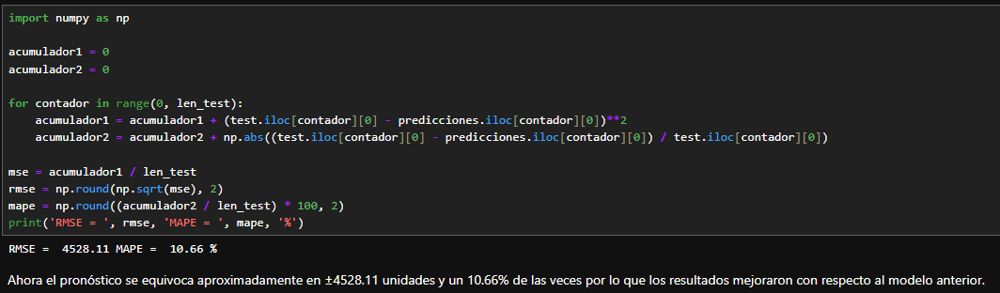 import numpy as np
acumulador1 = 0
acumulador2 = 0
for contador in range(0, len_test):
acumulador1 = acumulador1 + (test.iloc[contador][0] - predicciones.iloc[contador][0])**2
acumulador2 = acumulador2 + np.abs((test.iloc[contador][0] - predicciones.iloc[contador][0]) / test.iloc[contador][0])
mse = acumulador1 / len_test
rmse = np.round(np.sqrt(mse), 2)
mape = np.round((acumulador2 / len_test) * 100, 2)
print('RMSE = ', rmse, 'MAPE = ', mape, '%')
RMSE =  4528.11 MAPE =  10.66 %
Ahora el pronóstico se equivoca aproximadamente en ±4528.11 unidades y un 10.66% de las veces por lo que los resultados mejoraron con respecto al modelo anterior.